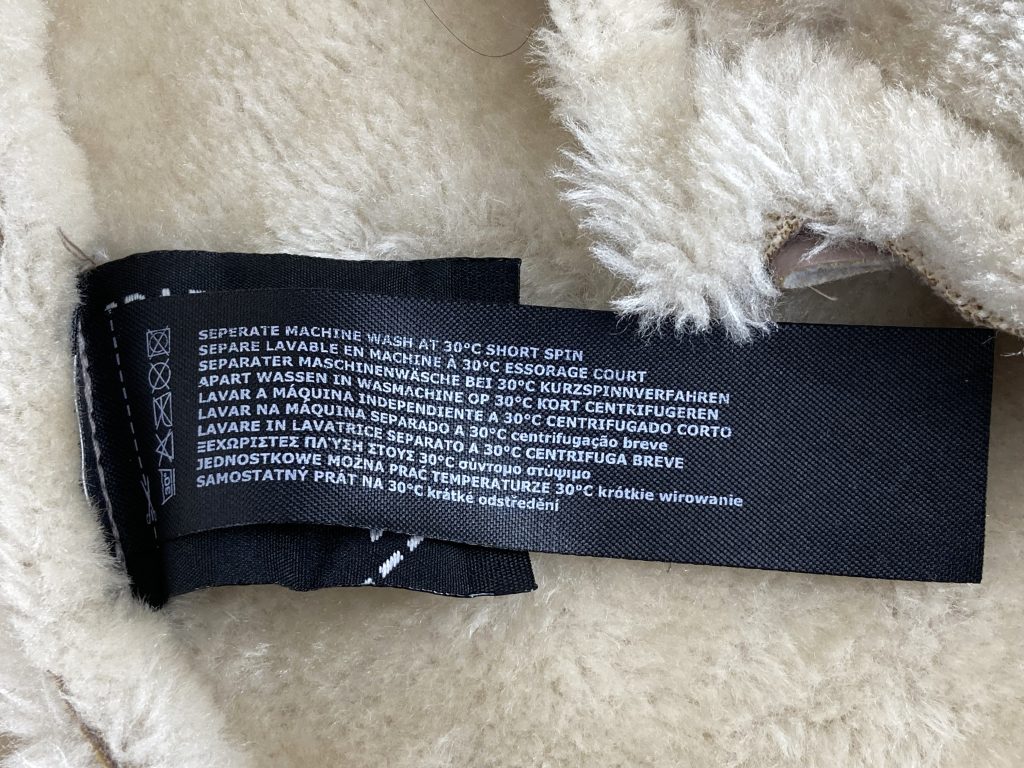 SEPERATE MACHINE WASH AT 30°C SHORT SPIN
SEPARE LAVABLE EN MACHINE À 30°C ESSORAGE COURT
SEPARATER MASCHINENWÄSCHE BEI 30°C KURZSPINNVERFAHREN
APART WASSEN IN WASMACHINE OP 30°C KORT CENTRIFUGEREN
LAVAR A MÁQUINA INDEPENDIENTE A 30°C CENTRIFUGADO CORTO
LAVAR NA MÁQUINA SEPARADO A 30°C centrifugação breve
LAVARE IN LAVATRICE SEPARATO A 30°C CENTRIFUGA BREVE
ΞΕΧΩΡΙΣΤΕΣ ΠΛΎΣΗ ΣΤΟΥΣ 30°C σύντομο στύψιμο
JEDNOSTKOWE MOŻNA PRAĆ TEMPERATURZE 30°C krótkie wirowanie
SAMOSTATNÝ PRÁT NA 30°C krátké odstředění
30°